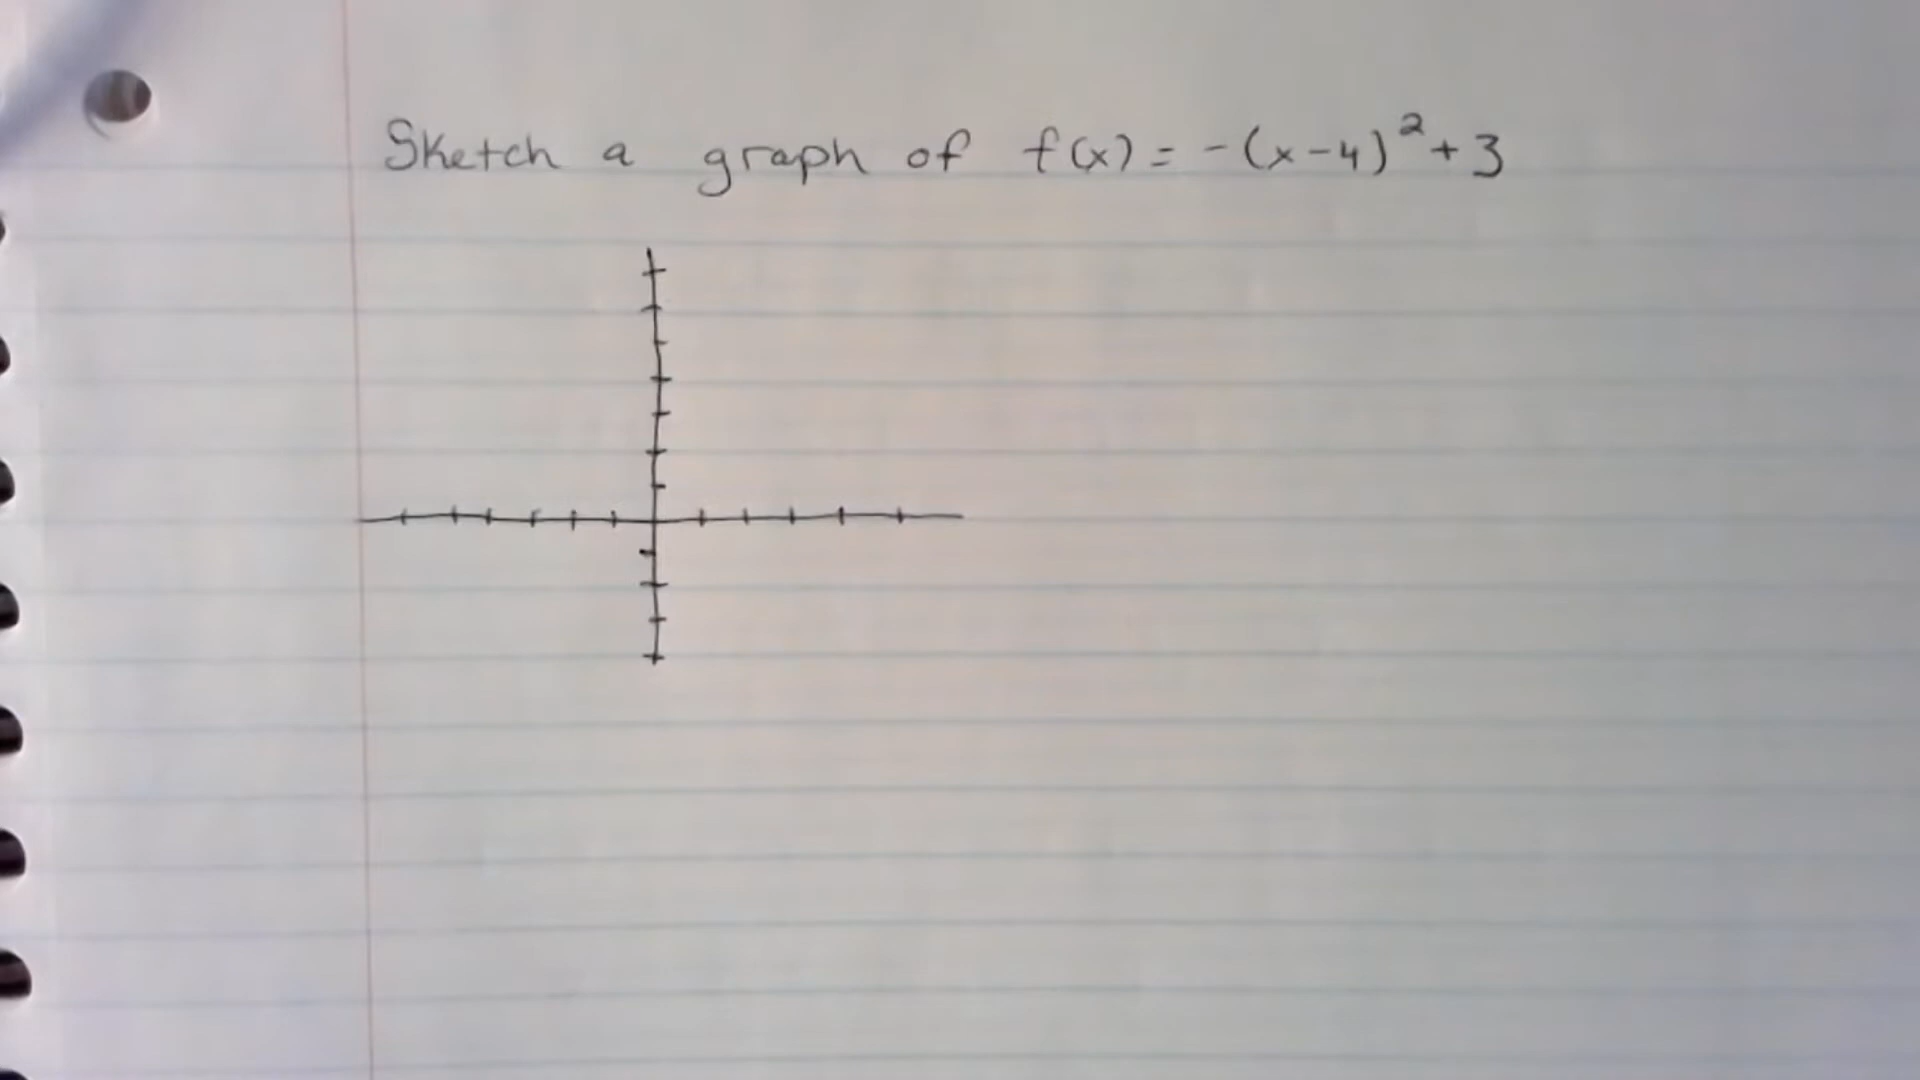 Sketch a graph of f(x) = -(x-4)²+3